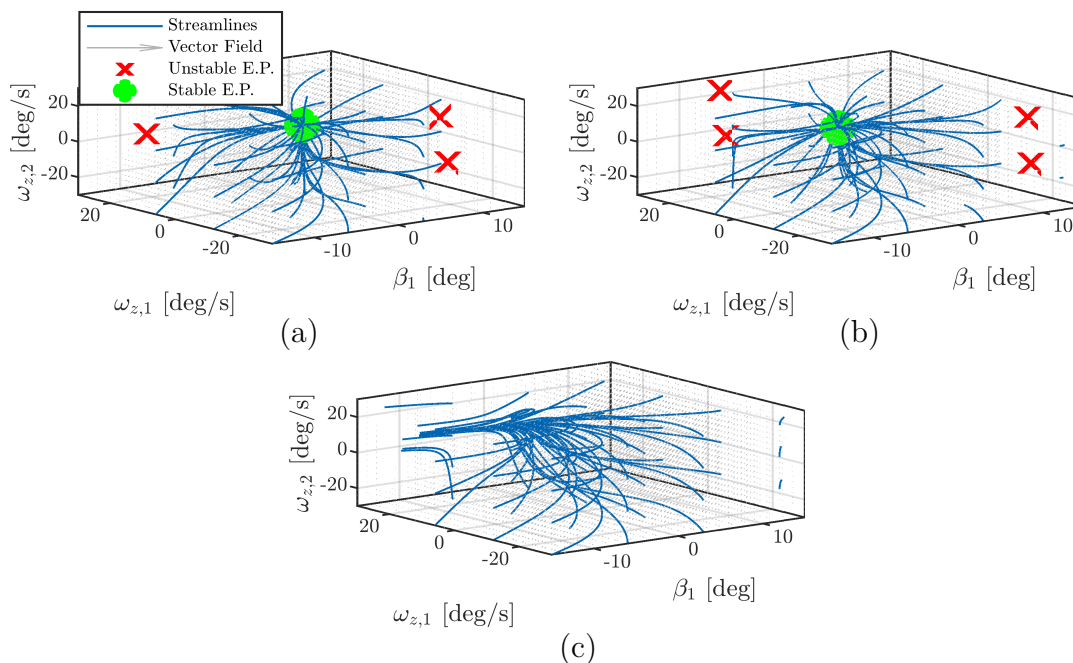 Streamlines
Vector Field
Unstable E.P.
Stable E.P.
20
0
-20
ω_{z,2} [deg/s]
20
0
-20
ω_{z,1} [deg/s]
-10
0
10
β_1 [deg]
(a)
20
0
-20
ω_{z,2} [deg/s]
20
0
-20
ω_{z,1} [deg/s]
-10
0
10
β_1 [deg]
(b)
20
0
-20
ω_{z,2} [deg/s]
20
0
-20
ω_{z,1} [deg/s]
-10
0
10
β_1 [deg]
(c)